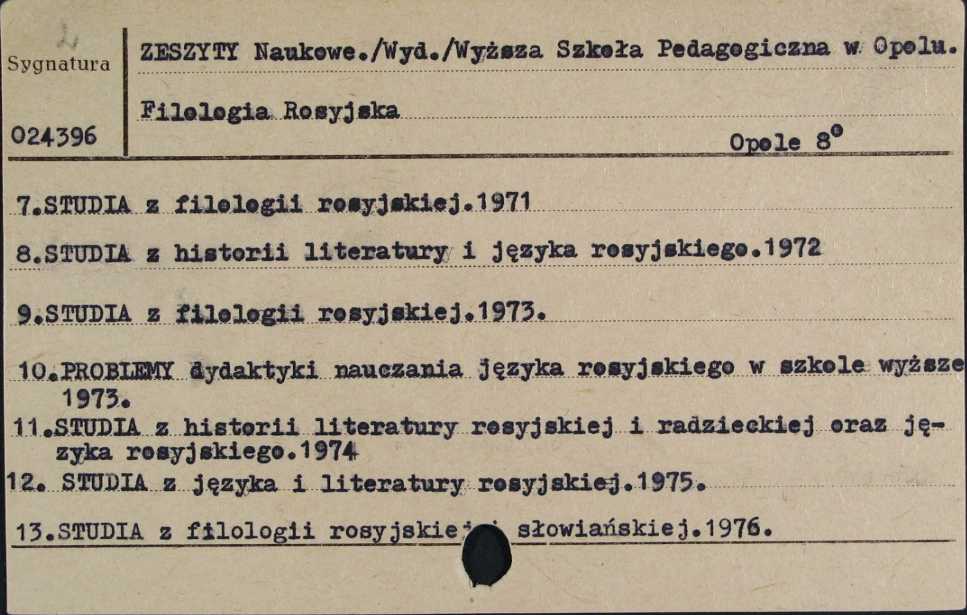 2
Sygnatura
ZESZYTY Naukowe./Wyd./Wyższa Szkoła Pedagogiczna w Opolu.
Filologia Rosyjska
024396
Opole 8°
7.STUDIA z filologii rosyjskiej.1971
8.STUDIA z historii literatury i języka rosyjskiego.1972
9.STUDIA z filologii rosyjskiej.1973.
10.PROBLEMY dydaktyki nauczania języka rosyjskiego w szkole wyższe
1973.
11.STUDIA z historii literatury rosyjskiej i radzieckiej oraz ję-
zyka rosyjskiego.1974
12. STUDIA z języka i literatury rosyjskiej.1975.
13.STUDIA z filologii rosyjskiej i słowiańskiej.1976.